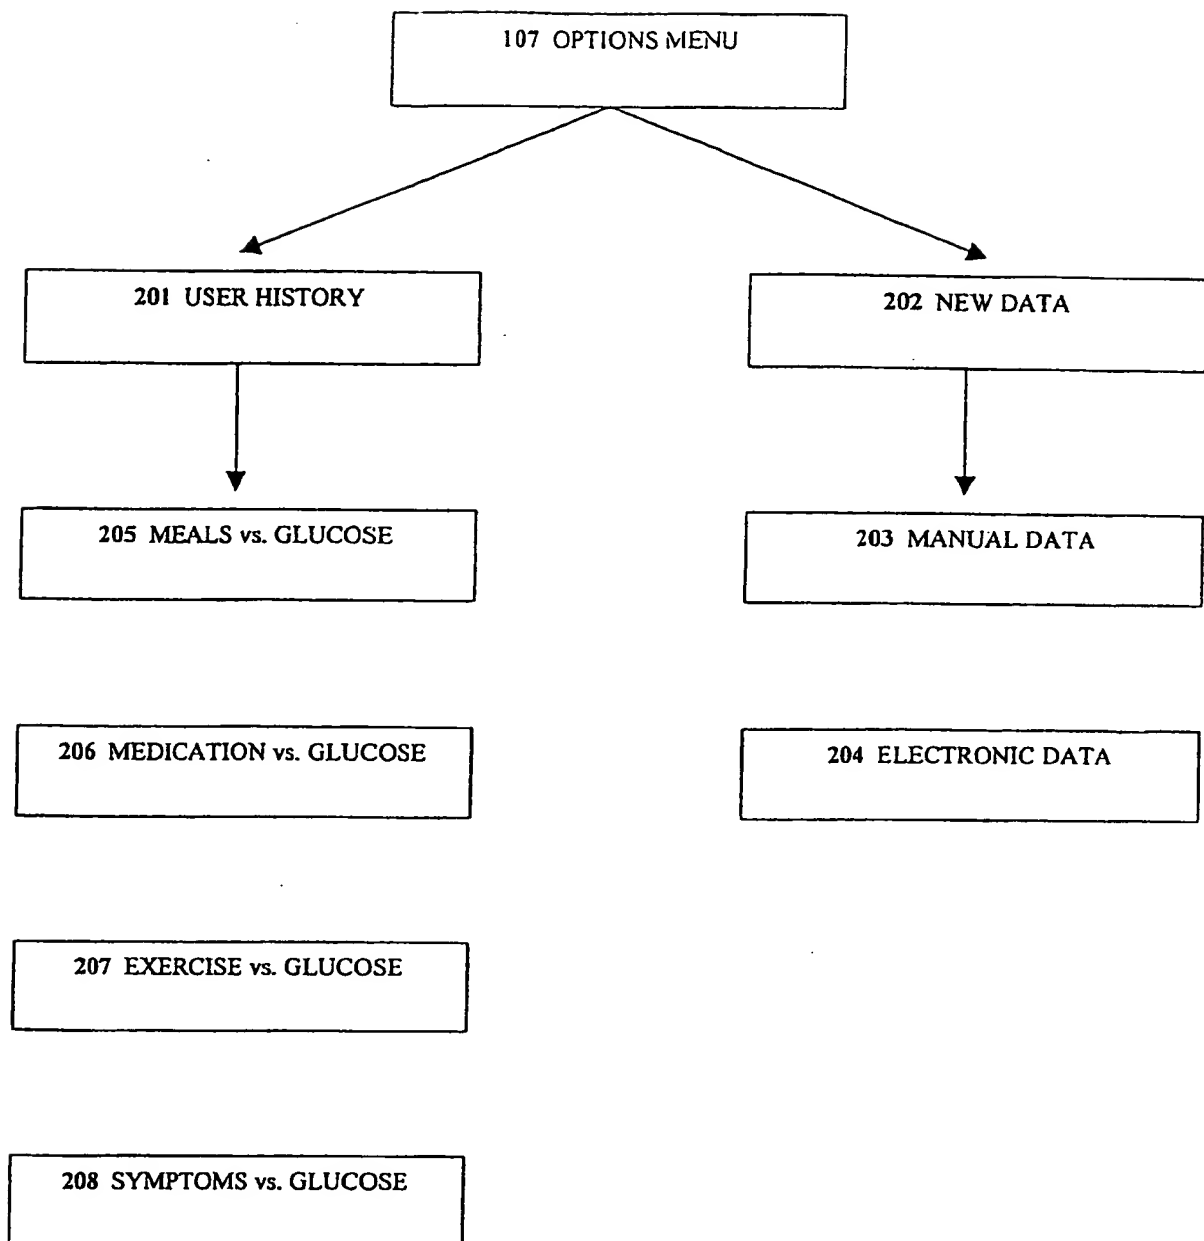 107 OPTIONS MENU
201 USER HISTORY
202 NEW DATA
205 MEALS vs. GLUCOSE
203 MANUAL DATA
206 MEDICATION vs. GLUCOSE
204 ELECTRONIC DATA
207 EXERCISE vs. GLUCOSE
208 SYMPTOMS vs. GLUCOSE